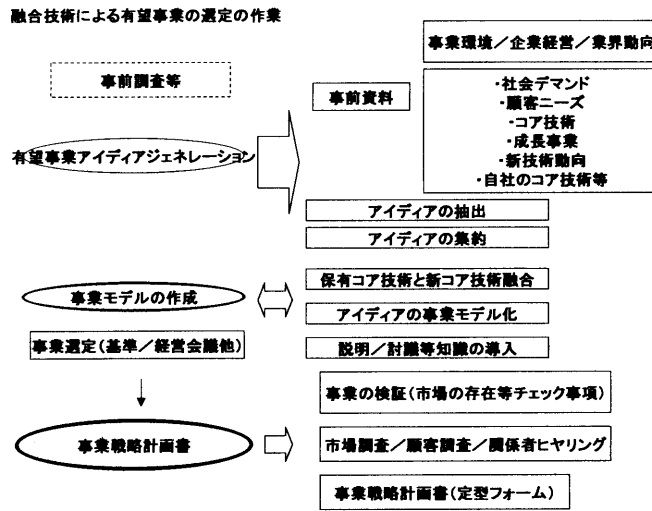 融合技術による有望事業の選定の作業
事業環境／企業経営／業界動向
事前調査等
事前資料
・社会デマンド
・顧客ニーズ
・コア技術
・成長事業
・新技術動向
・自社のコア技術等
有望事業アイディアジェネレーション
アイディアの抽出
アイディアの集約
保有コア技術と新コア技術融合
事業モデルの作成
アイディアの事業モデル化
事業選定（基準／経営会議他）
説明／討議等知識の導入
事業の検証（市場の存在等チェック事項）
事業戦略計画書
市場調査／顧客調査／関係者ヒヤリング
事業戦略計画書（定型フォーム）